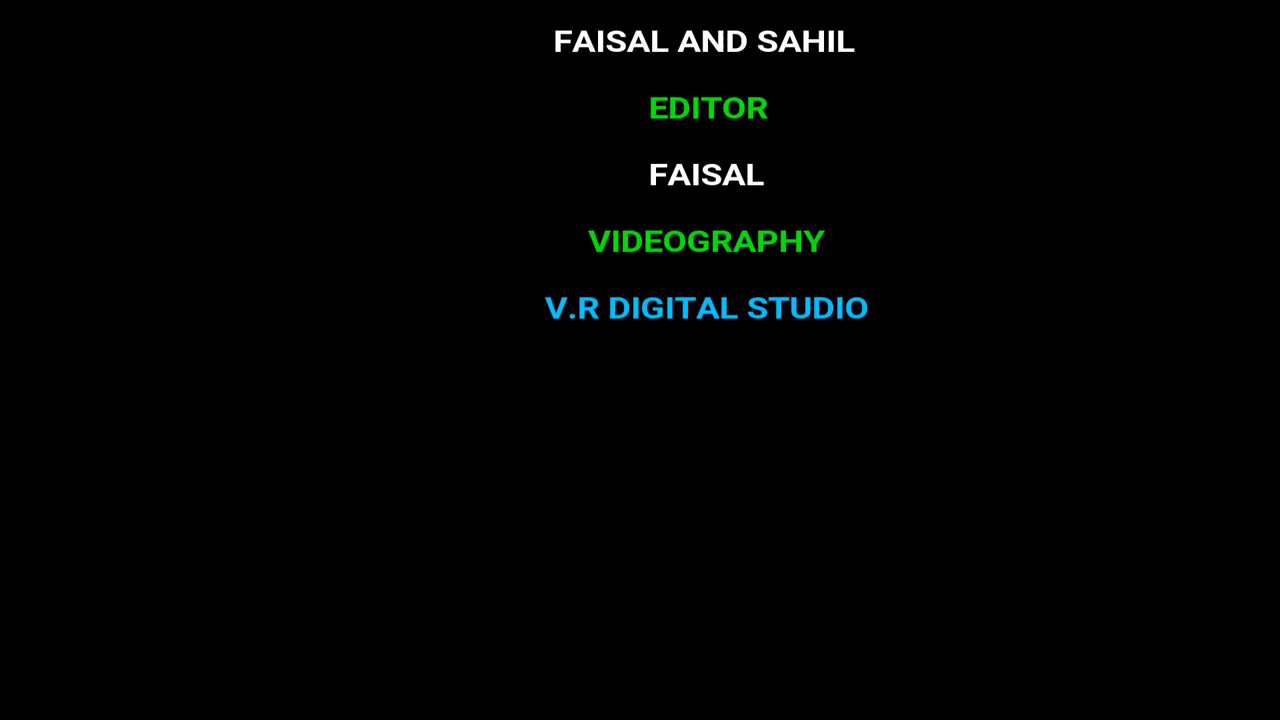 FAISAL AND SAHIL
EDITOR
FAISAL
VIDEOGRAPHY
V.R DIGITAL STUDIO